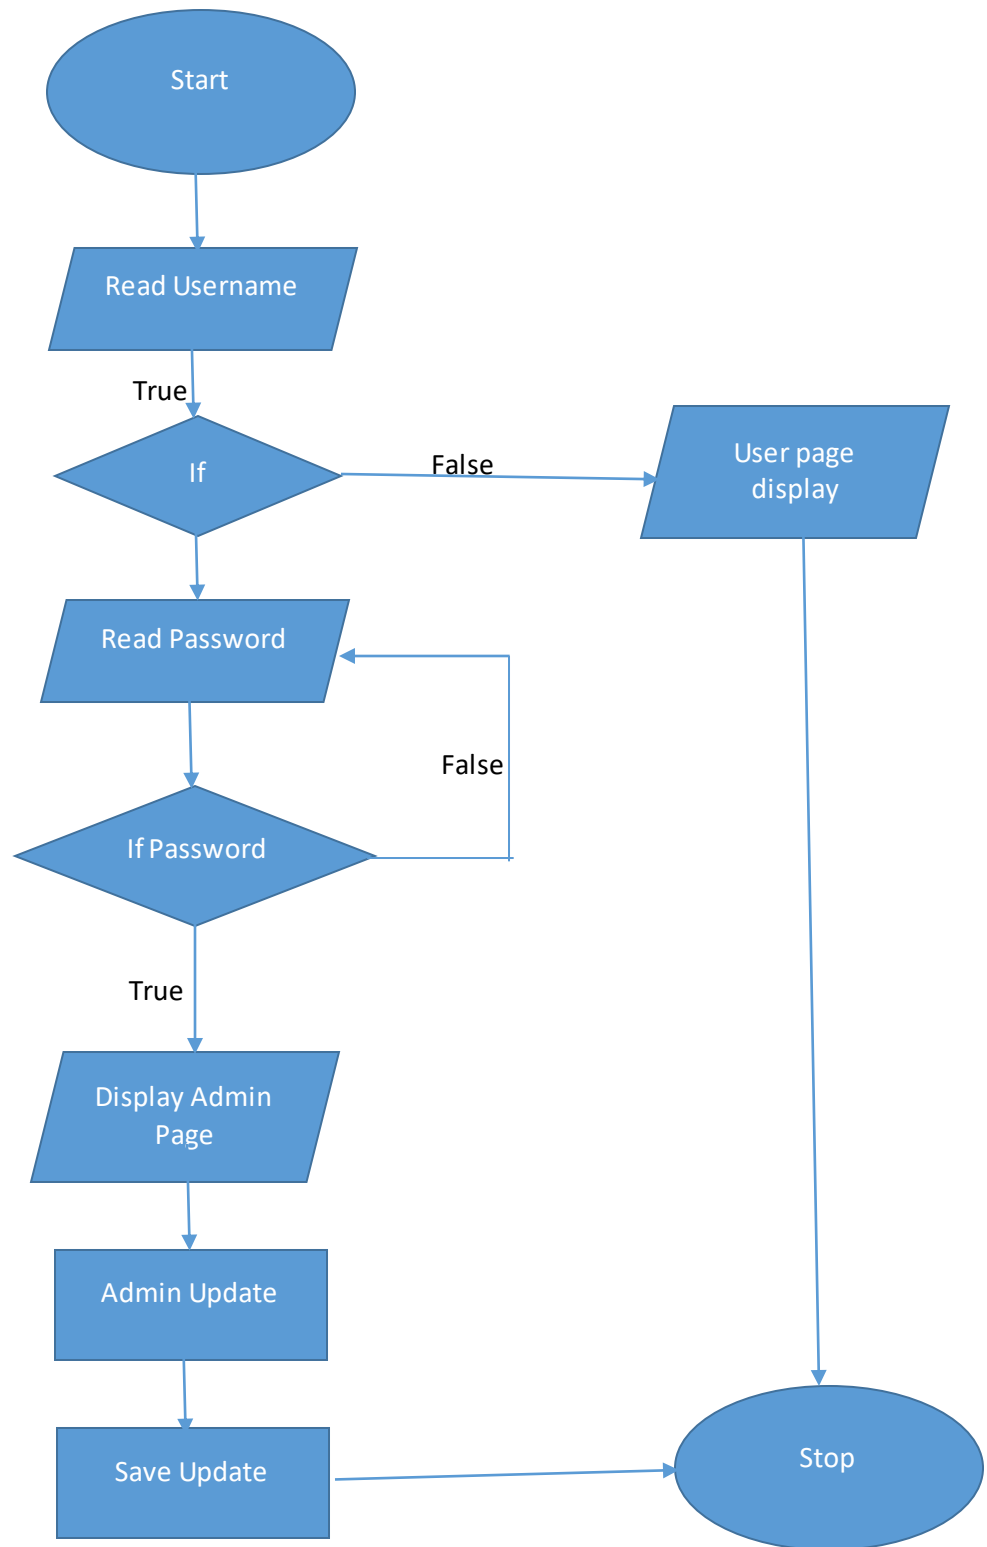 Start
Read Username
True
If
False
User page
display
Read Password
False
If Password
True
Display Admin
Page
Admin Update
Save Update
Stop